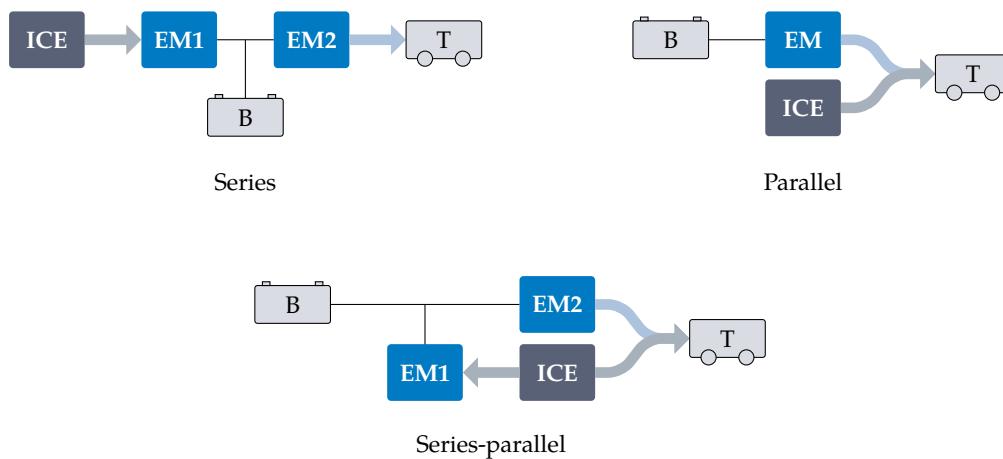 ICE
EM1
EM2
T
B
Series
B
EM
T
ICE
Parallel
B
EM2
T
EM1
ICE
Series-parallel